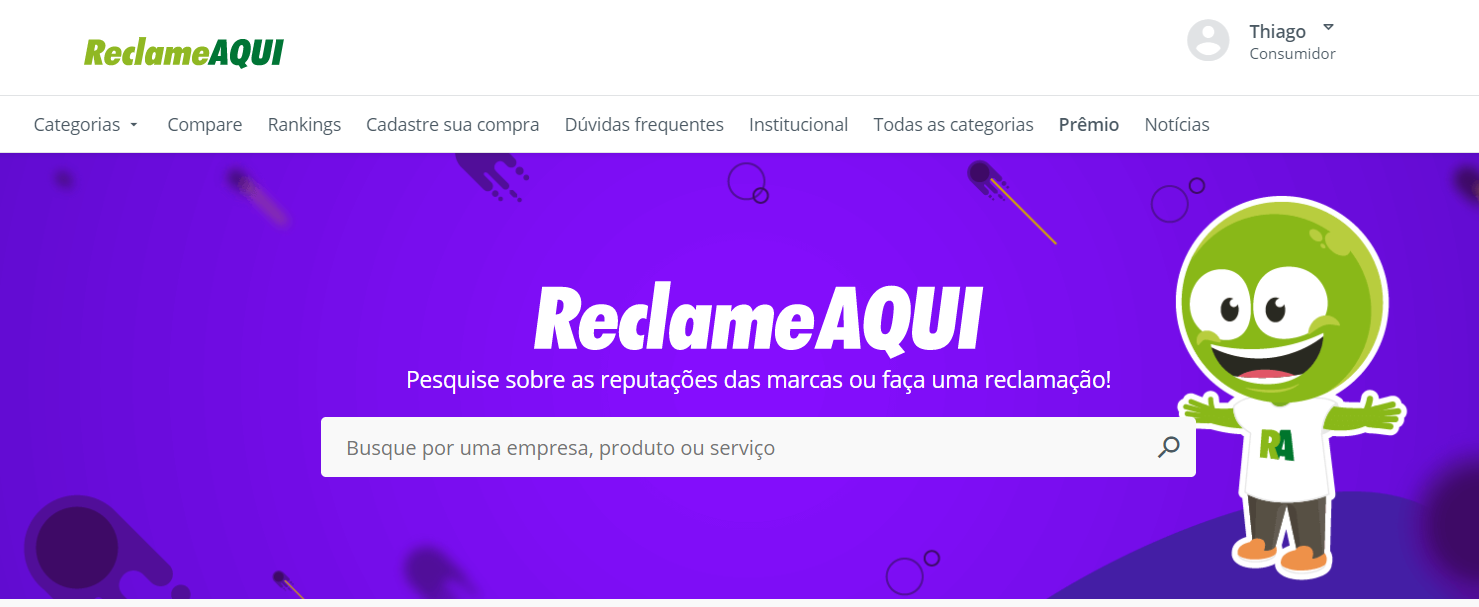 ReclameAQUI
Thiago
Consumidor
Categorias Compare Rankings Cadastre sua compra Dúvidas frequentes Institucional Todas as categorias Prêmio Notícias
ReclameAQUI
Pesquise sobre as reputações das marcas ou faça uma reclamação!
Busque por uma empresa, produto ou serviço
RA